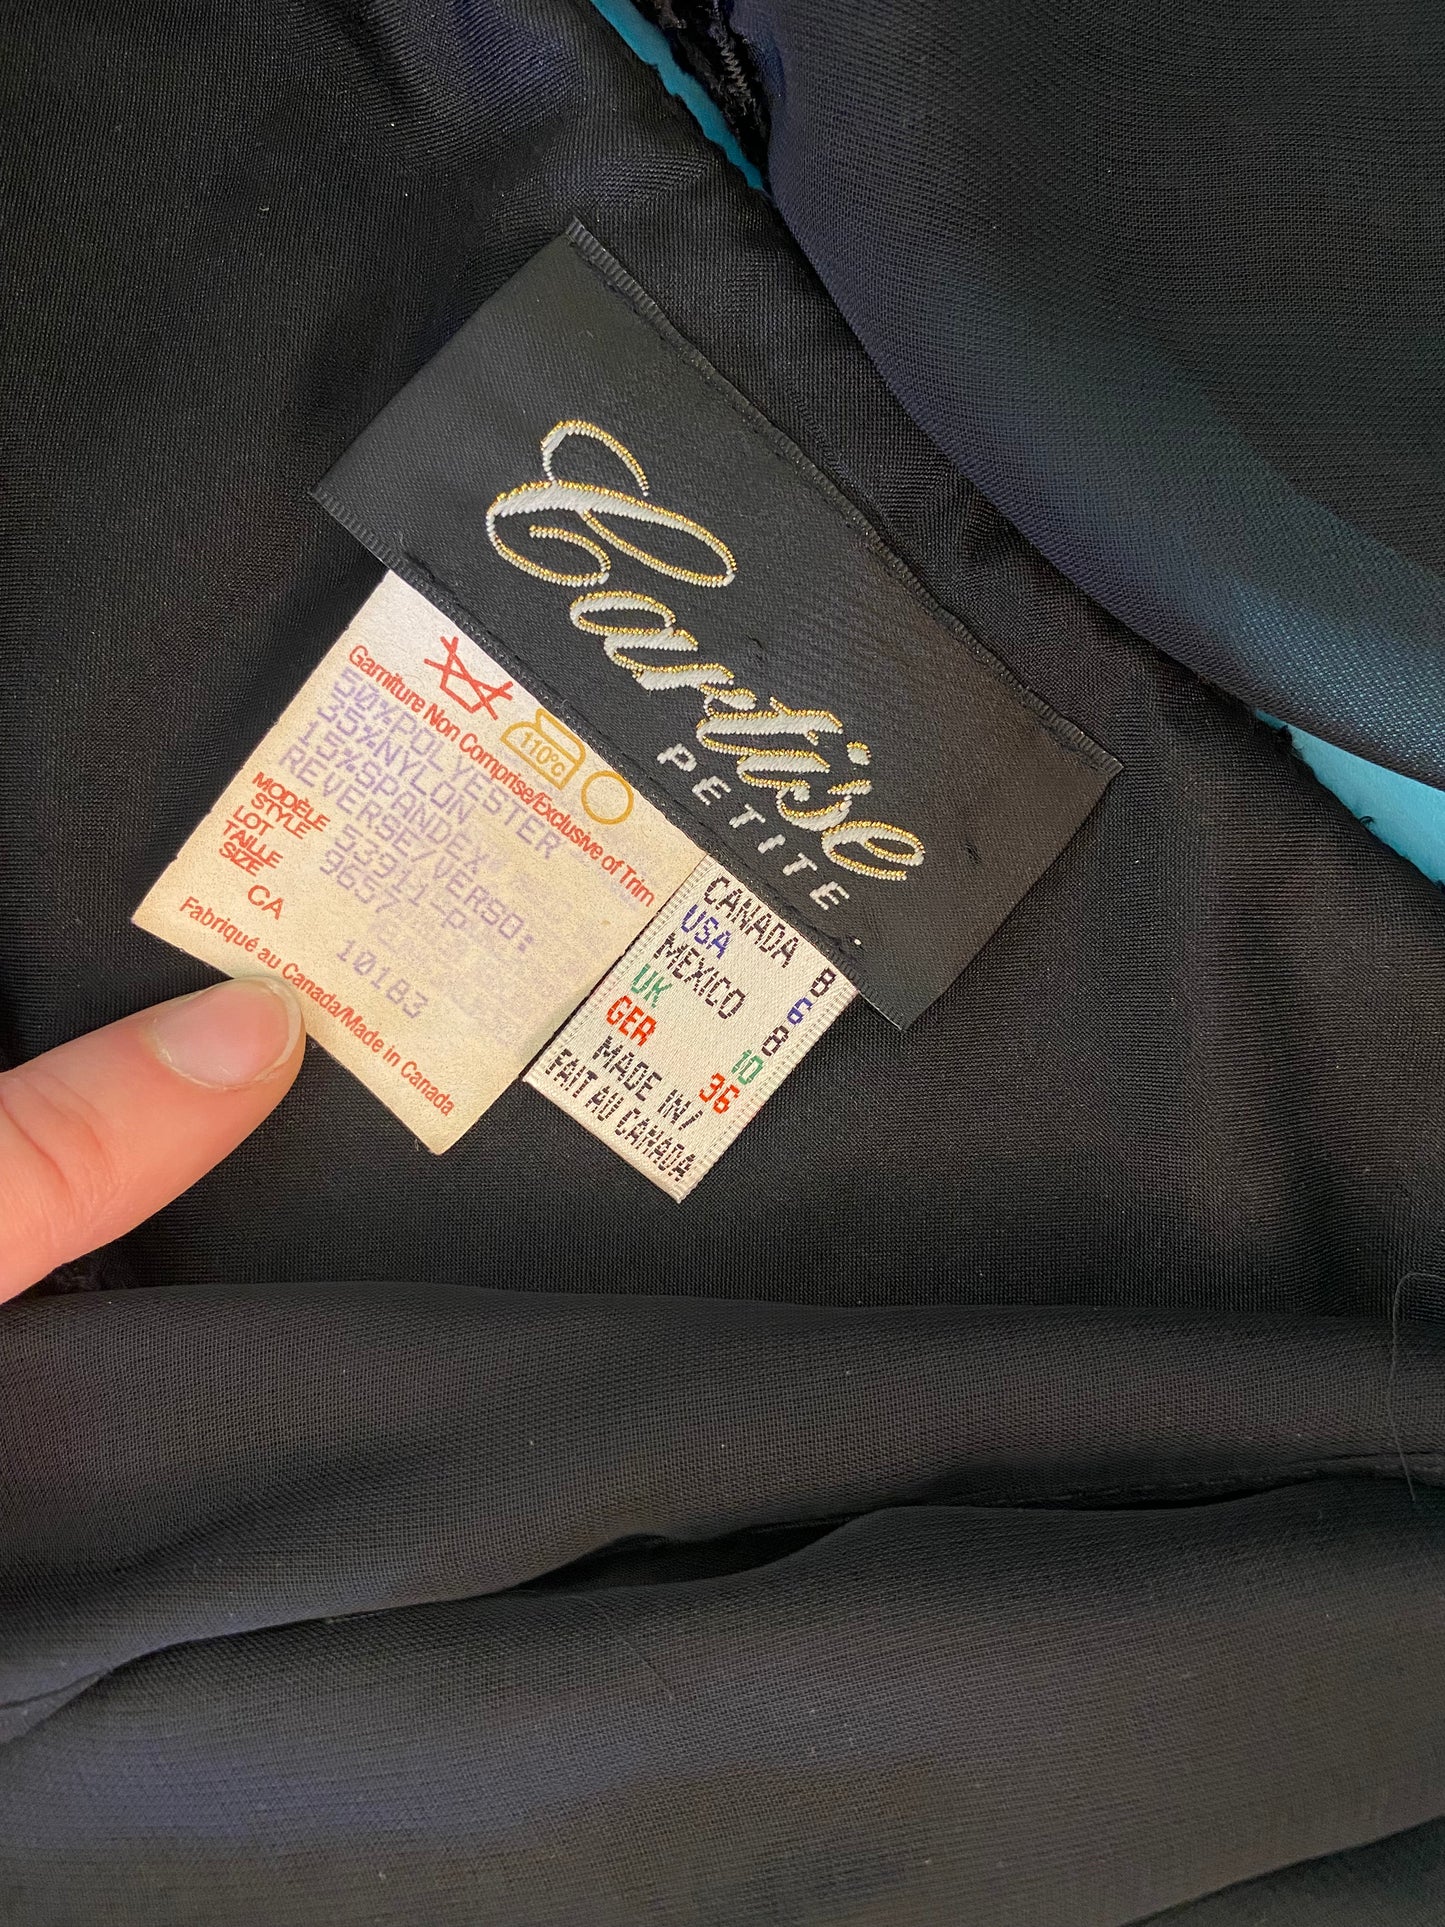 Cartise
PETITE
110°C
Garniture Non Comprise/Exclusive of Trim
50%POLYESTER
35%NYLON
15%SPANDEX
REVERSE/VERSO:
MODÈLE
STYLE 53911-P
LOT 9657
TAILLE
SIZE
CA 10183
Fabriqué au Canada/Made in Canada
CANADA 8
USA 6
MEXICO 8
UK 10
GER 36
MADE IN/
FAIT AU CANADA